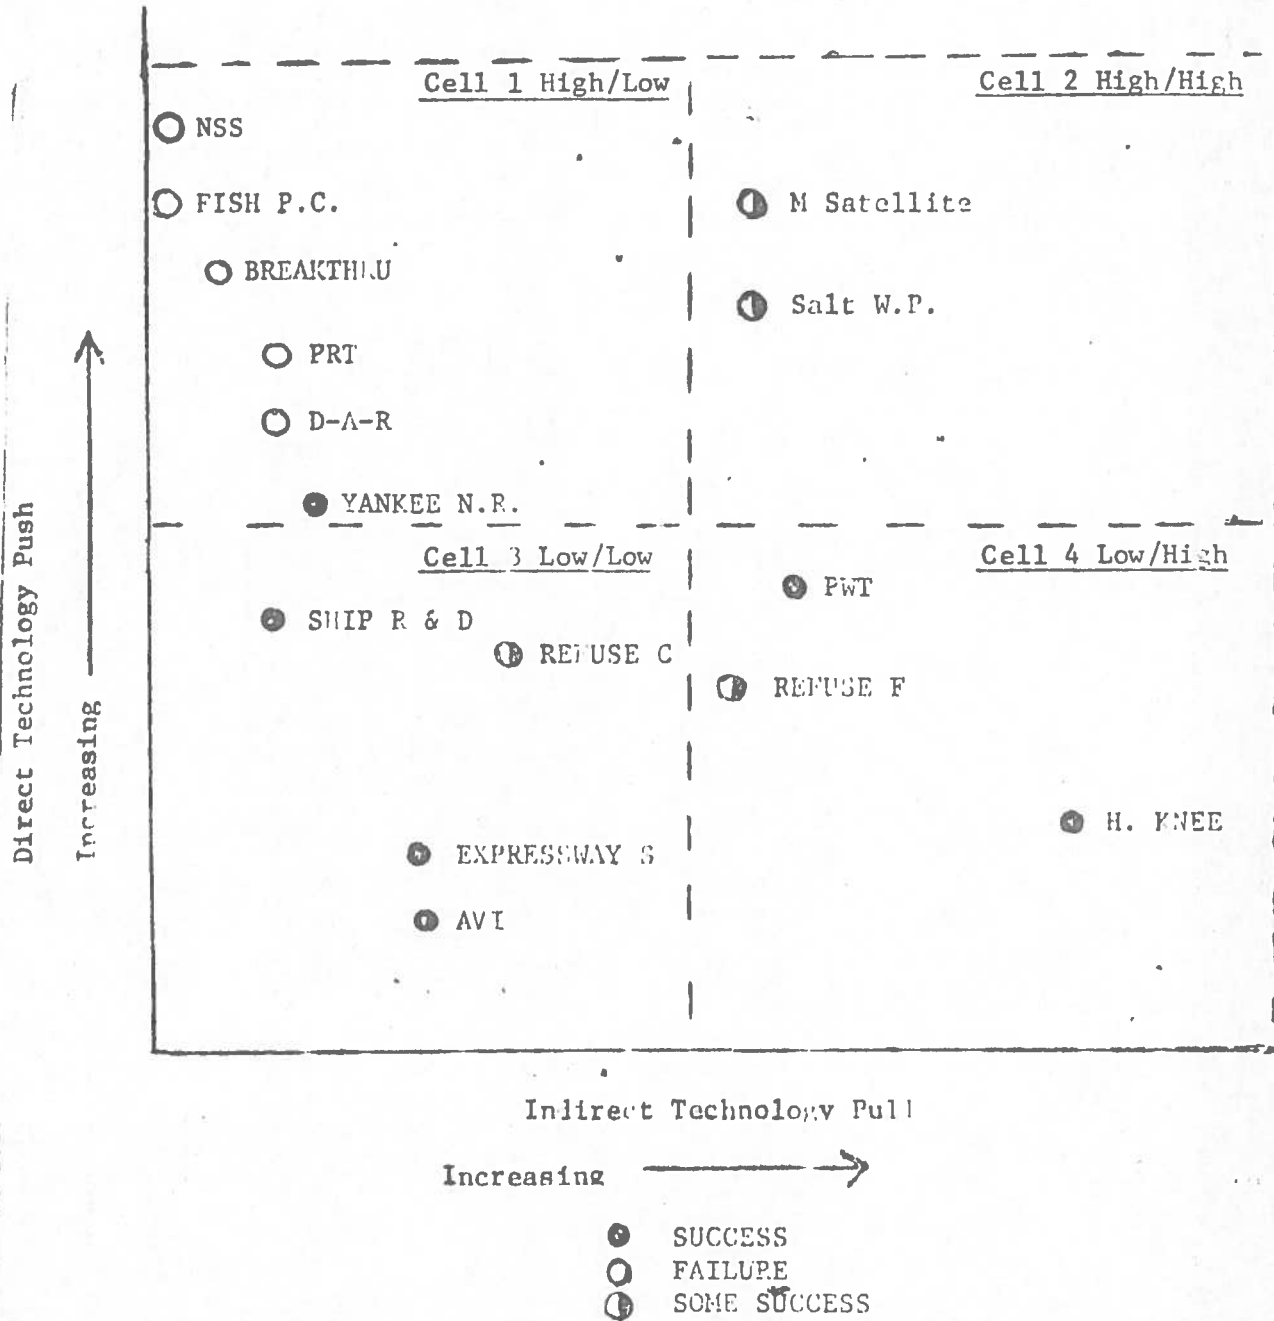 Cell 1 High/Low
Cell 2 High/High
NSS
FISH P.C.
M Satellite
BREAKTHRU
Salt W.P.
PRT
D-A-R
YANKEE N.R.
Cell 3 Low/Low
Cell 4 Low/High
PWT
SHIP R & D
REFUSE C
REFUSE F
H. KNEE
EXPRESSWAY S
AVI
Direct Technology Push
Increasing
Indirect Technology Pull
Increasing
SUCCESS
FAILURE
SOME SUCCESS